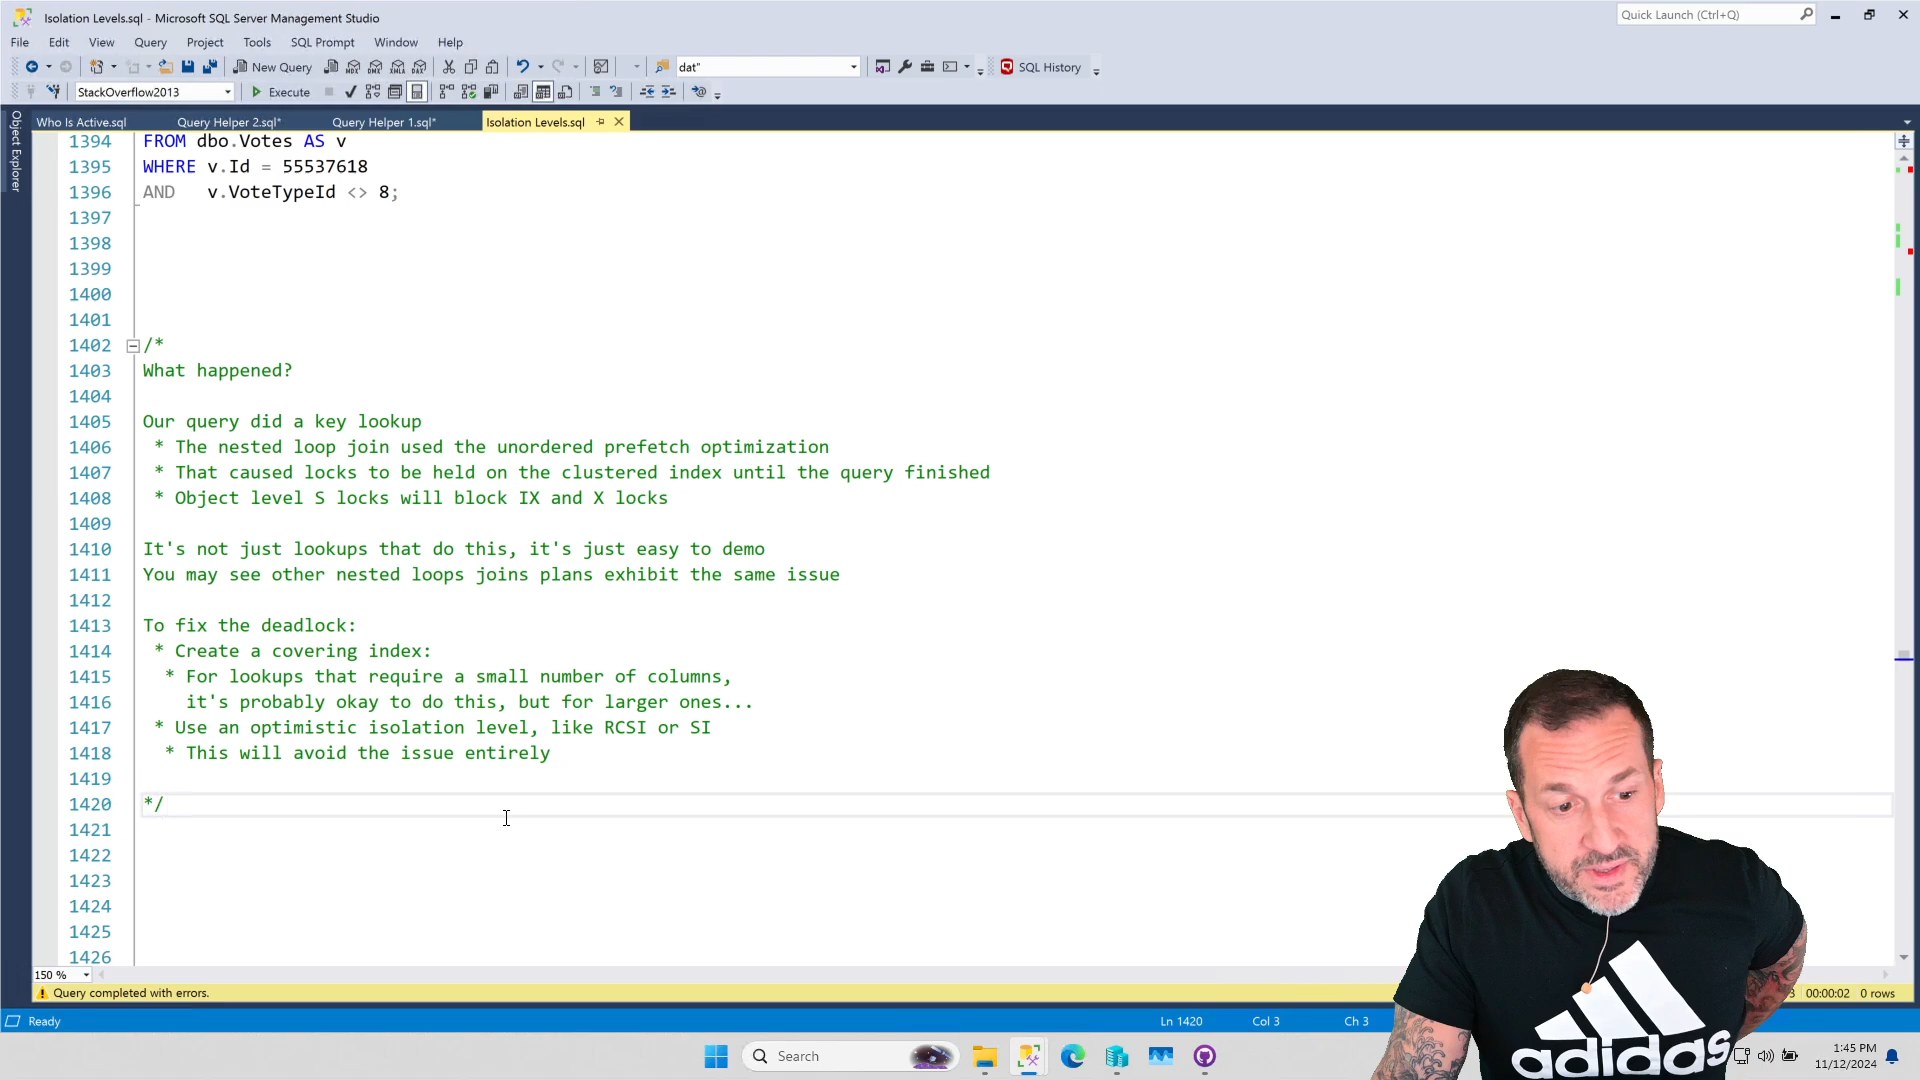 Isolation Levels.sql - Microsoft SQL Server Management Studio
Quick Launch (Ctrl+Q)
File Edit View Query Project Tools SQL Prompt Window Help
New Query MDX DMX XMLA DAX dat" SQL History
StackOverflow2013 Execute
Who Is Active.sql Query Helper 2.sql* Query Helper 1.sql* Isolation Levels.sql
Object Explorer
1394 FROM dbo.Votes AS v
1395 WHERE v.Id = 55537618
1396 AND v.VoteTypeId <> 8;
1397
1398
1399
1400
1401
1402 /*
1403 What happened?
1404
1405 Our query did a key lookup
1406 * The nested loop join used the unordered prefetch optimization
1407 * That caused locks to be held on the clustered index until the query finished
1408 * Object level S locks will block IX and X locks
1409
1410 It's not just lookups that do this, it's just easy to demo
1411 You may see other nested loops joins plans exhibit the same issue
1412
1413 To fix the deadlock:
1414 * Create a covering index:
1415 * For lookups that require a small number of columns,
1416 it's probably okay to do this, but for larger ones...
1417 * Use an optimistic isolation level, like RCSI or SI
1418 * This will avoid the issue entirely
1419
1420 */
1421
1422
1423
1424
1425
1426
150 %
Query completed with errors. 00:00:02 0 rows
Ready Ln 1420 Col 3 Ch 3
Search
1:45 PM
11/12/2024
adidas